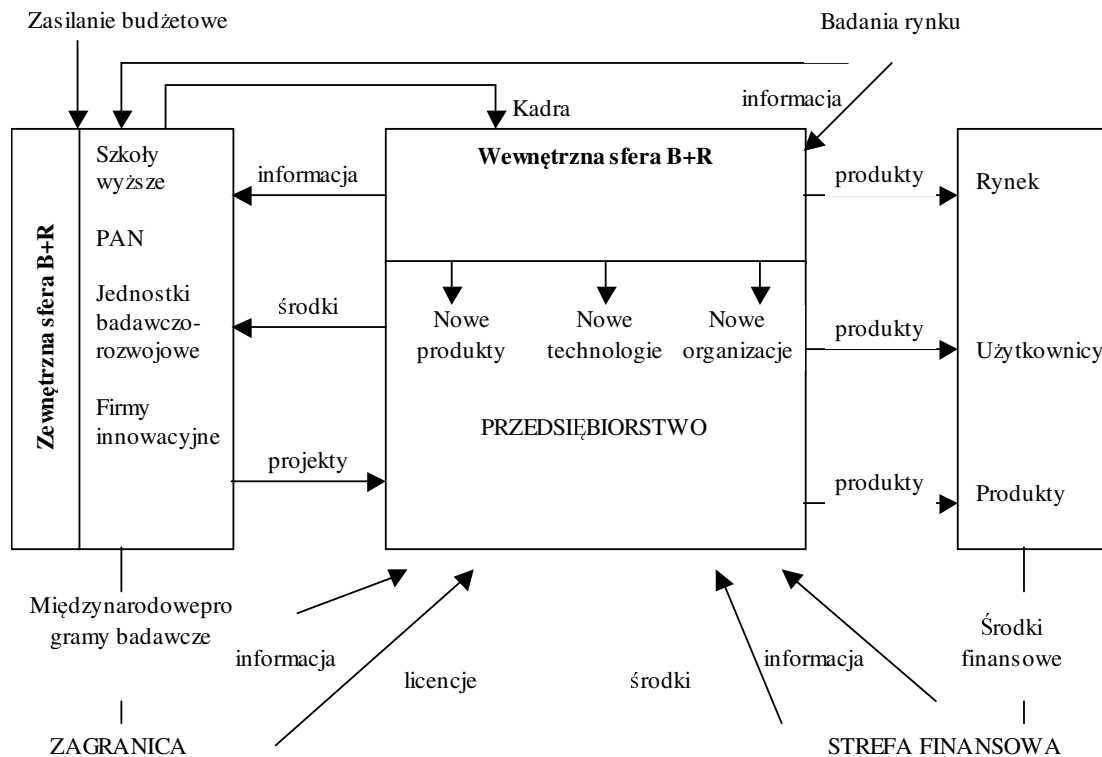 Zasilanie budżetowe
Badania rynku
informacja
Kadra
Zewnętrzna sfera B+R
Szkoły
wyższe
PAN
Jednostki
badawczo-
rozwojowe
Firmy
innowacyjne
informacja
środki
projekty
Wewnętrzna sfera B+R
Nowe
produkty
Nowe
technologie
Nowe
organizacje
PRZEDSIĘBIORSTWO
produkty
produkty
produkty
Rynek
Użytkownicy
Produkty
Międzynarodowepro
gramy badawcze
informacja
licencje
środki
informacja
Środki
finansowe
ZAGRANICA
STREFA FINANSOWA